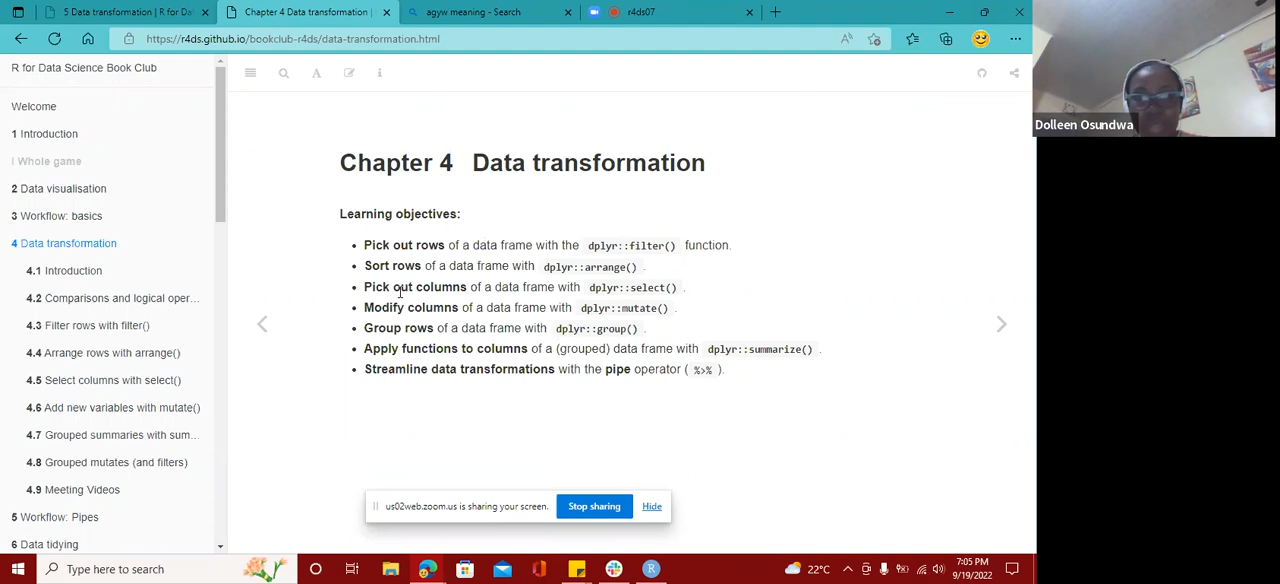 5 Data transformation | R for Dat
Chapter 4 Data transformation |
agyw meaning - Search
r4ds07
https://r4ds.github.io/bookclub-r4ds/data-transformation.html
R for Data Science Book Club
Welcome
1 Introduction
I Whole game
2 Data visualisation
3 Workflow: basics
4 Data transformation
4.1 Introduction
4.2 Comparisons and logical oper...
4.3 Filter rows with filter()
4.4 Arrange rows with arrange()
4.5 Select columns with select()
4.6 Add new variables with mutate()
4.7 Grouped summaries with sum...
4.8 Grouped mutates (and filters)
4.9 Meeting Videos
5 Workflow: Pipes
6 Data tidying
Chapter 4 Data transformation
Learning objectives:
• Pick out rows of a data frame with the dplyr::filter() function.
• Sort rows of a data frame with dplyr::arrange() .
• Pick out columns of a data frame with dplyr::select() .
• Modify columns of a data frame with dplyr::mutate() .
• Group rows of a data frame with dplyr::group() .
• Apply functions to columns of a (grouped) data frame with dplyr::summarize() .
• Streamline data transformations with the pipe operator ( %>% ).
us02web.zoom.us is sharing your screen.
Stop sharing
Hide
Dolleen Osundwa
Type here to search
22°C
7:05 PM
9/19/2022